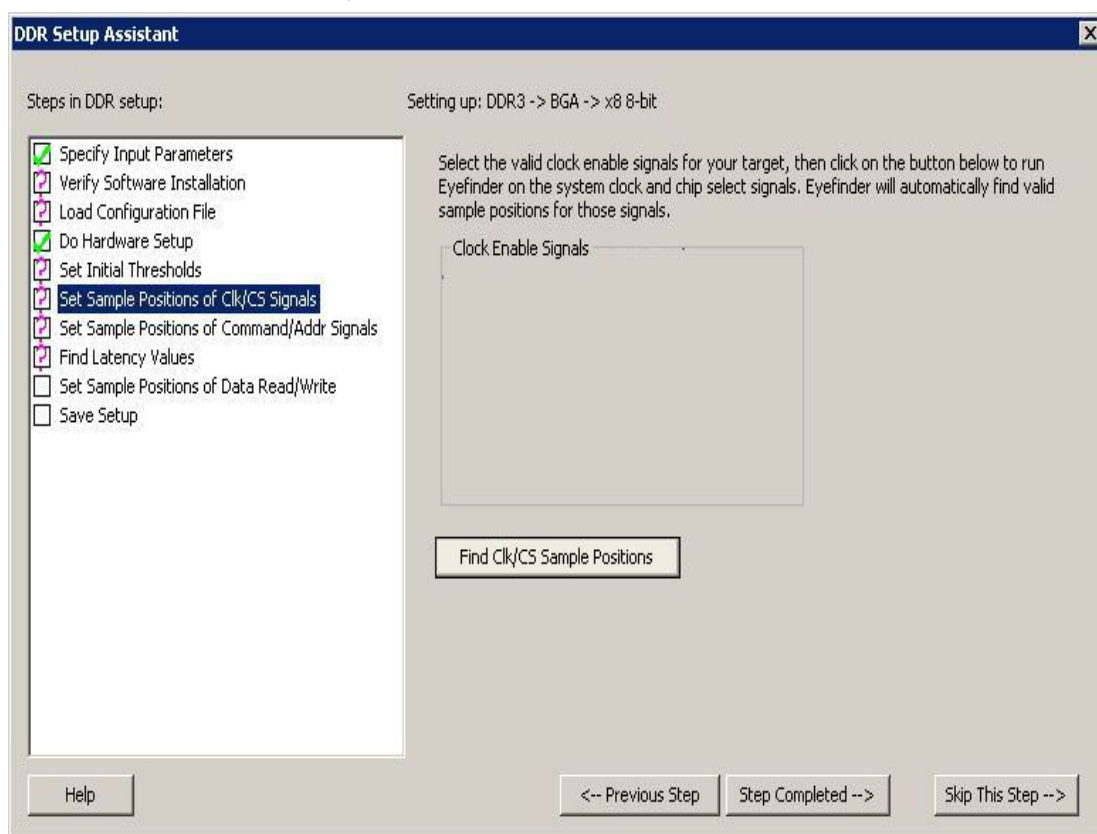 DDR Setup Assistant
X
Steps in DDR setup:
Setting up: DDR3 -> BGA -> x8 8-bit
Specify Input Parameters
Verify Software Installation
Load Configuration File
Do Hardware Setup
Set Initial Thresholds
Set Sample Positions of Clk/CS Signals
Set Sample Positions of Command/Addr Signals
Find Latency Values
Set Sample Positions of Data Read/Write
Save Setup
Select the valid clock enable signals for your target, then click on the button below to run
Eyefinder on the system clock and chip select signals. Eyefinder will automatically find valid
sample positions for those signals.
Clock Enable Signals
Find Clk/CS Sample Positions
Help
<-- Previous Step
Step Completed -->
Skip This Step -->